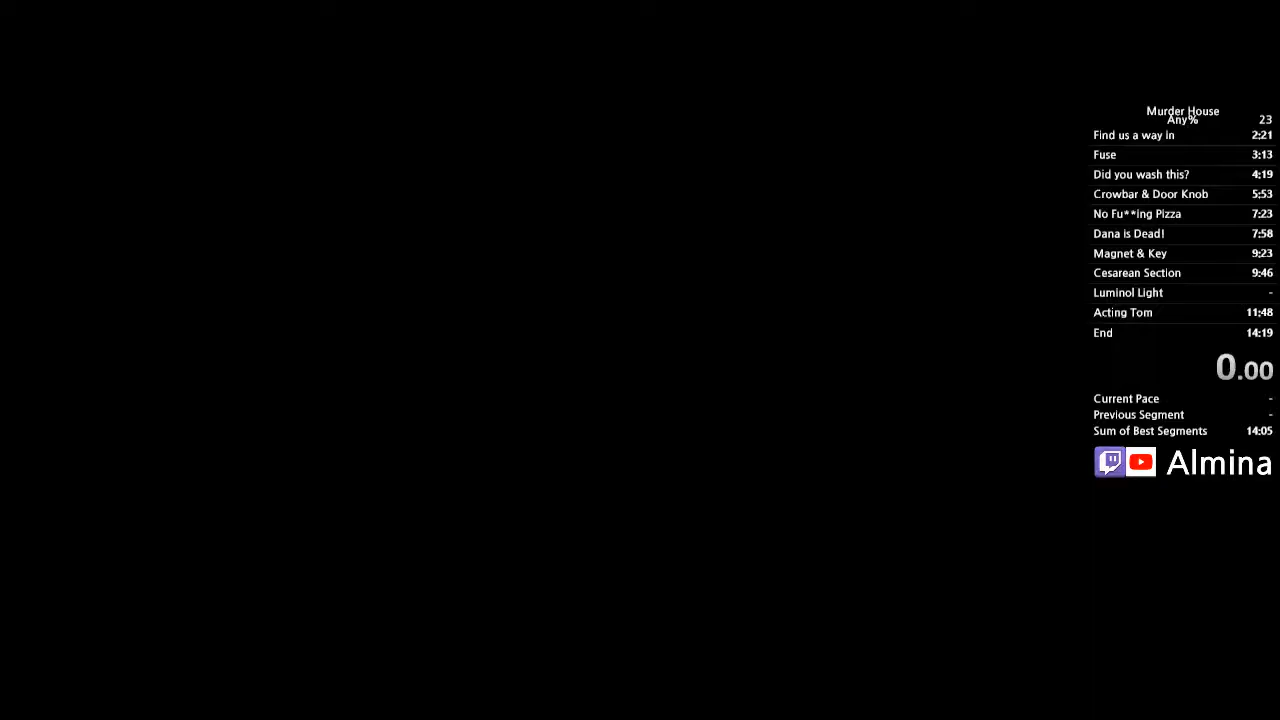 Murder House
Any% 23
Find us a way in 2:21
Fuse 3:13
Did you wash this? 4:19
Crowbar & Door Knob 5:53
No Fu**ing Pizza 7:23
Dana is Dead! 7:58
Magnet & Key 9:23
Cesarean Section 9:46
Luminol Light -
Acting Tom 11:48
End 14:19
0.00
Current Pace -
Previous Segment -
Sum of Best Segments 14:05
Almina